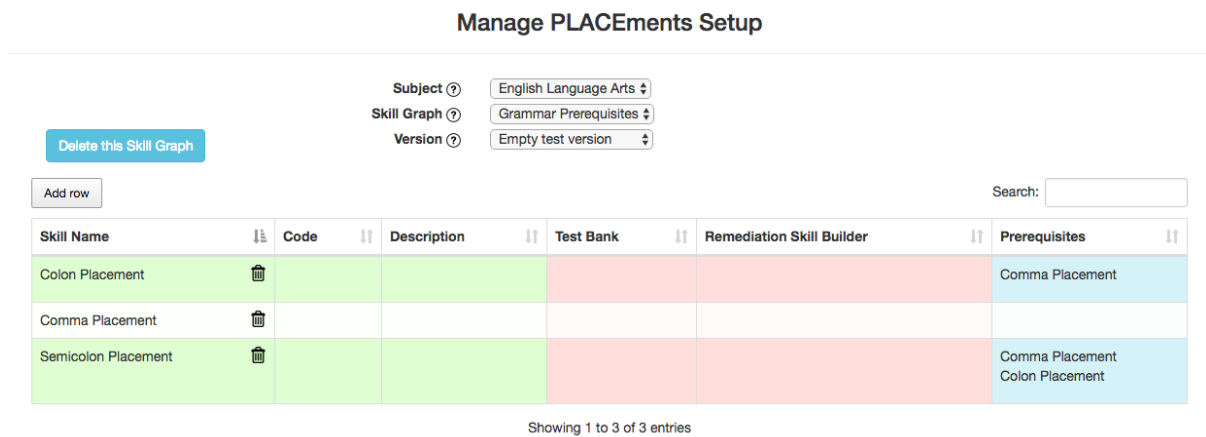 Manage PLACEments Setup
Subject ? English Language Arts
Skill Graph ? Grammar Prerequisites
Version ? Empty test version
Delete this Skill Graph
Add row
Search:
Skill Name Code Description Test Bank Remediation Skill Builder Prerequisites
Colon Placement Comma Placement
Comma Placement
Semicolon Placement Comma Placement
Colon Placement
Showing 1 to 3 of 3 entries